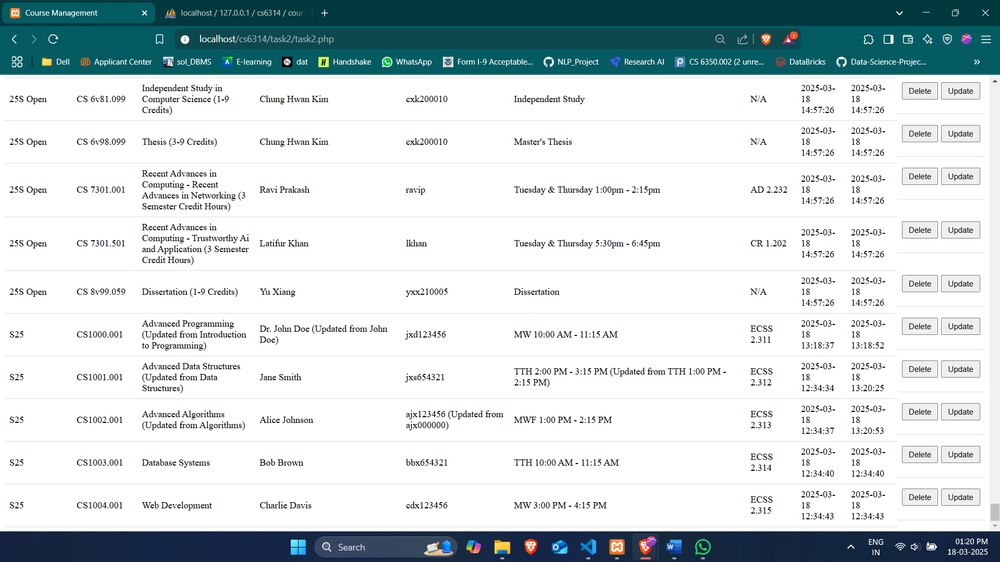 Course Management
localhost / 127.0.0.1 / cs6314 / cour
localhost/cs6314/task2/task2.php
1
Dell
Applicant Center
sol_DBMS
E-learning
dat
Handshake
WhatsApp
Form I-9 Acceptable...
NLP_Project
Research AI
CS 6350.002 (2 unre...
DataBricks
Data-Science-Projec...
25S Open CS 6v81.099 Independent Study in Computer Science (1-9 Credits) Chung Hwan Kim cxk200010 Independent Study N/A 2025-03-18 14:57:26 2025-03-18 14:57:26 Delete Update
25S Open CS 6v98.099 Thesis (3-9 Credits) Chung Hwan Kim cxk200010 Master's Thesis N/A 2025-03-18 14:57:26 2025-03-18 14:57:26 Delete Update
25S Open CS 7301.001 Recent Advances in Computing - Recent Advances in Networking (3 Semester Credit Hours) Ravi Prakash ravip Tuesday & Thursday 1:00pm - 2:15pm AD 2.232 2025-03-18 14:57:26 2025-03-18 14:57:26 Delete Update
25S Open CS 7301.501 Recent Advances in Computing - Trustworthy Ai and Application (3 Semester Credit Hours) Latifur Khan lkhan Tuesday & Thursday 5:30pm - 6:45pm CR 1.202 2025-03-18 14:57:26 2025-03-18 14:57:26 Delete Update
25S Open CS 8v99.059 Dissertation (1-9 Credits) Yu Xiang yxx210005 Dissertation N/A 2025-03-18 14:57:26 2025-03-18 14:57:26 Delete Update
S25 CS1000.001 Advanced Programming (Updated from Introduction to Programming) Dr. John Doe (Updated from John Doe) jxd123456 MW 10:00 AM - 11:15 AM ECSS 2.311 2025-03-18 13:18:37 2025-03-18 13:18:52 Delete Update
S25 CS1001.001 Advanced Data Structures (Updated from Data Structures) Jane Smith jxs654321 TTH 2:00 PM - 3:15 PM (Updated from TTH 1:00 PM - 2:15 PM) ECSS 2.312 2025-03-18 12:34:34 2025-03-18 13:20:25 Delete Update
S25 CS1002.001 Advanced Algorithms (Updated from Algorithms) Alice Johnson ajx123456 (Updated from ajx000000) MWF 1:00 PM - 2:15 PM ECSS 2.313 2025-03-18 12:34:37 2025-03-18 13:20:53 Delete Update
S25 CS1003.001 Database Systems Bob Brown bbx654321 TTH 10:00 AM - 11:15 AM ECSS 2.314 2025-03-18 12:34:40 2025-03-18 12:34:40 Delete Update
S25 CS1004.001 Web Development Charlie Davis cdx123456 MW 3:00 PM - 4:15 PM ECSS 2.315 2025-03-18 12:34:43 2025-03-18 12:34:43 Delete Update
Search
ENG
IN
01:20 PM
18-03-2025